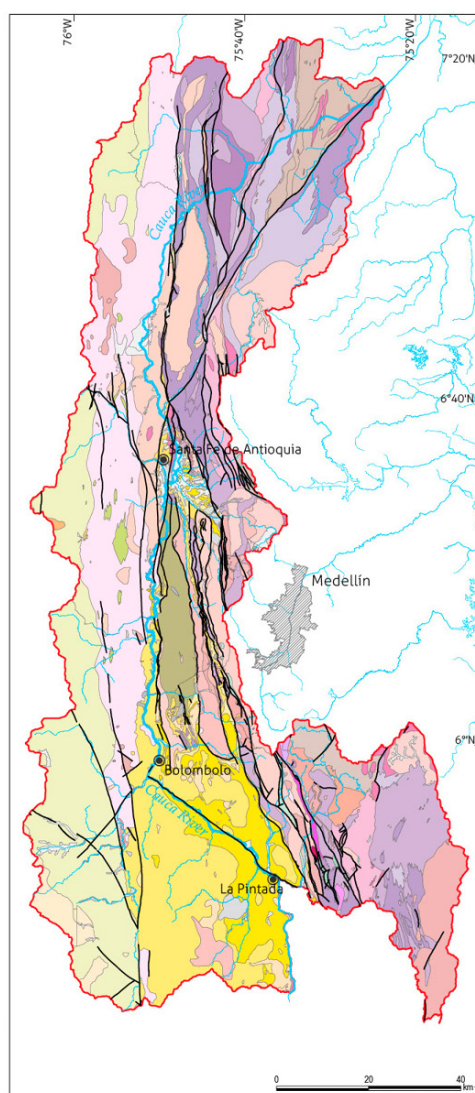 76°W
75°40'
75°20'
7°20'N
Cauca River
6°40'N
Santa Fe de Antioquia
Medellín
6°'N
Bolombolo
Cauca River
La Pintada
0 20 40
km